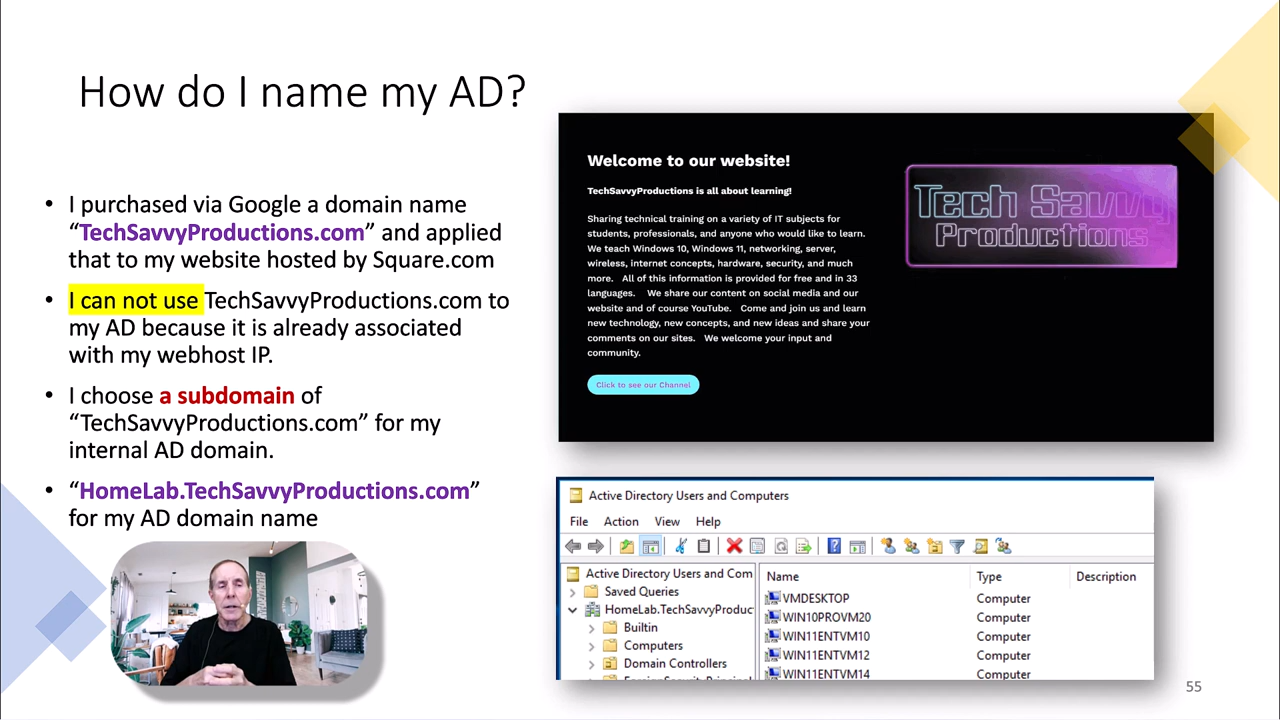 How do I name my AD?
• I purchased via Google a domain name
“TechSavvyProductions.com” and applied
that to my website hosted by Square.com
• I can not use TechSavvyProductions.com to
my AD because it is already associated
with my webhost IP.
• I choose a subdomain of
“TechSavvyProductions.com” for my
internal AD domain.
• “HomeLab.TechSavvyProductions.com”
for my AD domain name
Welcome to our website!
TechSavvyProductions is all about learning!
Sharing technical training on a variety of IT subjects for
students, professionals, and anyone who would like to learn.
We teach Windows 10, Windows 11, networking, server,
wireless, internet concepts, hardware, security, and much
more. All of this information is provided for free and in 33
languages. We share our content on social media and our
website and of course YouTube. Come and join us and learn
new technology, new concepts, and new ideas and share your
comments on our sites. We welcome your input and
community.
Click to see our Channel
Tech Savvy
Productions
Active Directory Users and Computers
File Action View Help
Active Directory Users and Com
Saved Queries
HomeLab.TechSavvyProduc
Builtin
Computers
Domain Controllers
Name Type Description
VMDESKTOP Computer
WIN10PROVM20 Computer
WIN11ENTVM10 Computer
WIN11ENTVM12 Computer
WIN11ENTVM14 Computer
55